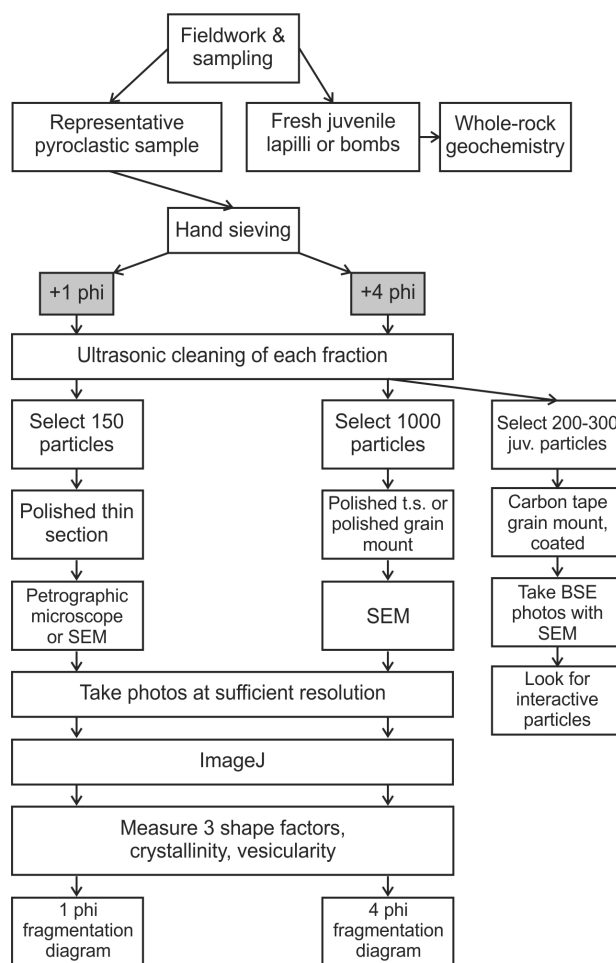 Fieldwork &
sampling
Representative
pyroclastic sample
Fresh juvenile
lapilli or bombs
Whole-rock
geochemistry
Hand sieving
+1 phi
+4 phi
Ultrasonic cleaning of each fraction
Select 150
particles
Select 1000
particles
Select 200-300
juv. particles
Polished thin
section
Polished t.s. or
polished grain
mount
Carbon tape
grain mount,
coated
Petrographic
microscope
or SEM
SEM
Take BSE
photos with
SEM
Take photos at sufficient resolution
Look for
interactive
particles
ImageJ
Measure 3 shape factors,
crystallinity, vesicularity
1 phi
fragmentation
diagram
4 phi
fragmentation
diagram